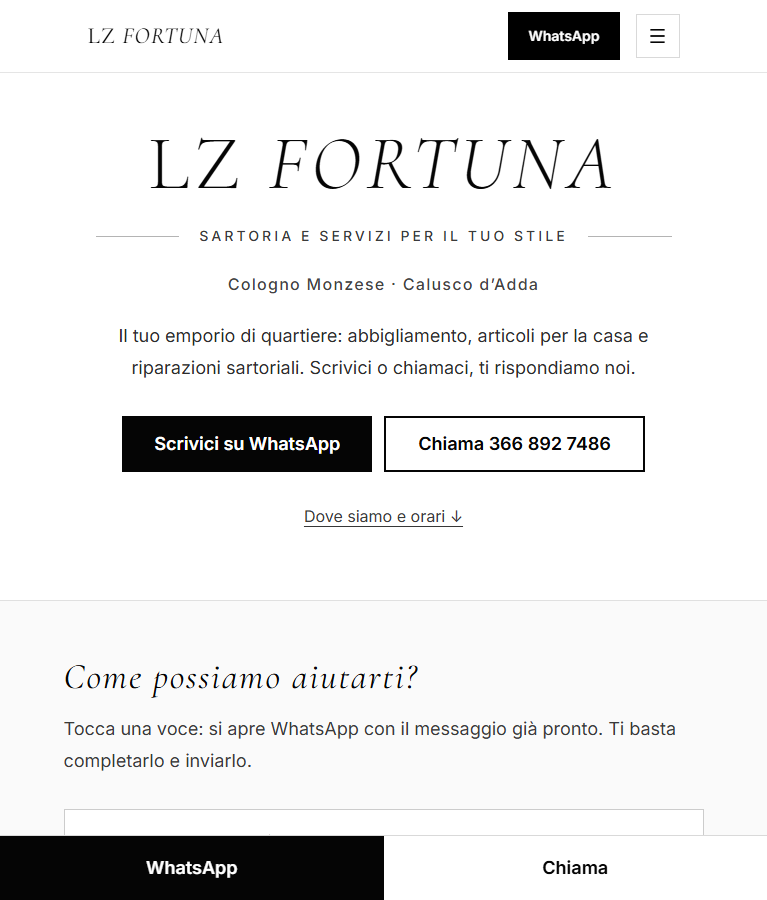 LZ FORTUNA
WhatsApp
☰
LZ FORTUNA
SARTORIA E SERVIZI PER IL TUO STILE
Cologno Monzese · Calusco d’Adda
Il tuo emporio di quartiere: abbigliamento, articoli per la casa e
riparazioni sartoriali. Scrivici o chiamaci, ti rispondiamo noi.
Scrivici su WhatsApp
Chiama 366 892 7486
Dove siamo e orari ↓
Come possiamo aiutarti?
Tocca una voce: si apre WhatsApp con il messaggio già pronto. Ti basta
completarlo e inviarlo.
WhatsApp
Chiama